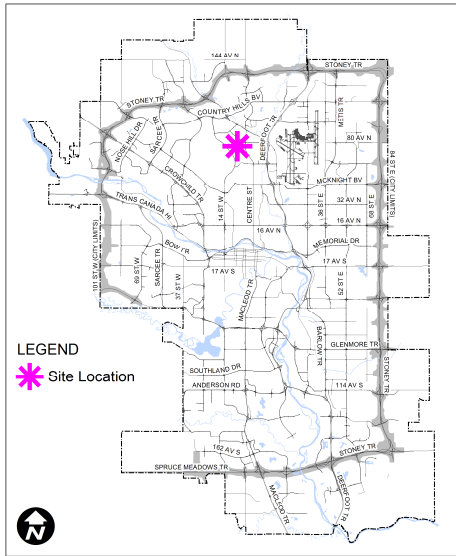 144 AV N
STONEY TR
STONEY TR
COUNTRY HILLS BV
METIS TR
NOSE HILL DR
SARCEE TR
DEERFOOT TR
80 AV N
84 ST E (CITY LIMITS)
CROWCHILD TR
MCKNIGHT BV
TRANS CANADA HI
14 ST W
CENTRE ST
36 ST E
32 AV N
68 ST E
16 AV N
16 AV N
101 ST W (CITY LIMITS)
BOW TR
MEMORIAL DR
69 ST W
SARCEE TR
37 ST W
17 AV S
17 AV S
52 ST E
MACLEOD TR
BARLOW TR
GLENMORE TR
LEGEND
Site Location
SOUTHLAND DR
ANDERSON RD
114 AV S
STONEY TR
162 AV S
STONEY TR
SPRUCE MEADOWS TR
MACLEOD TR
DEERFOOT TR
N